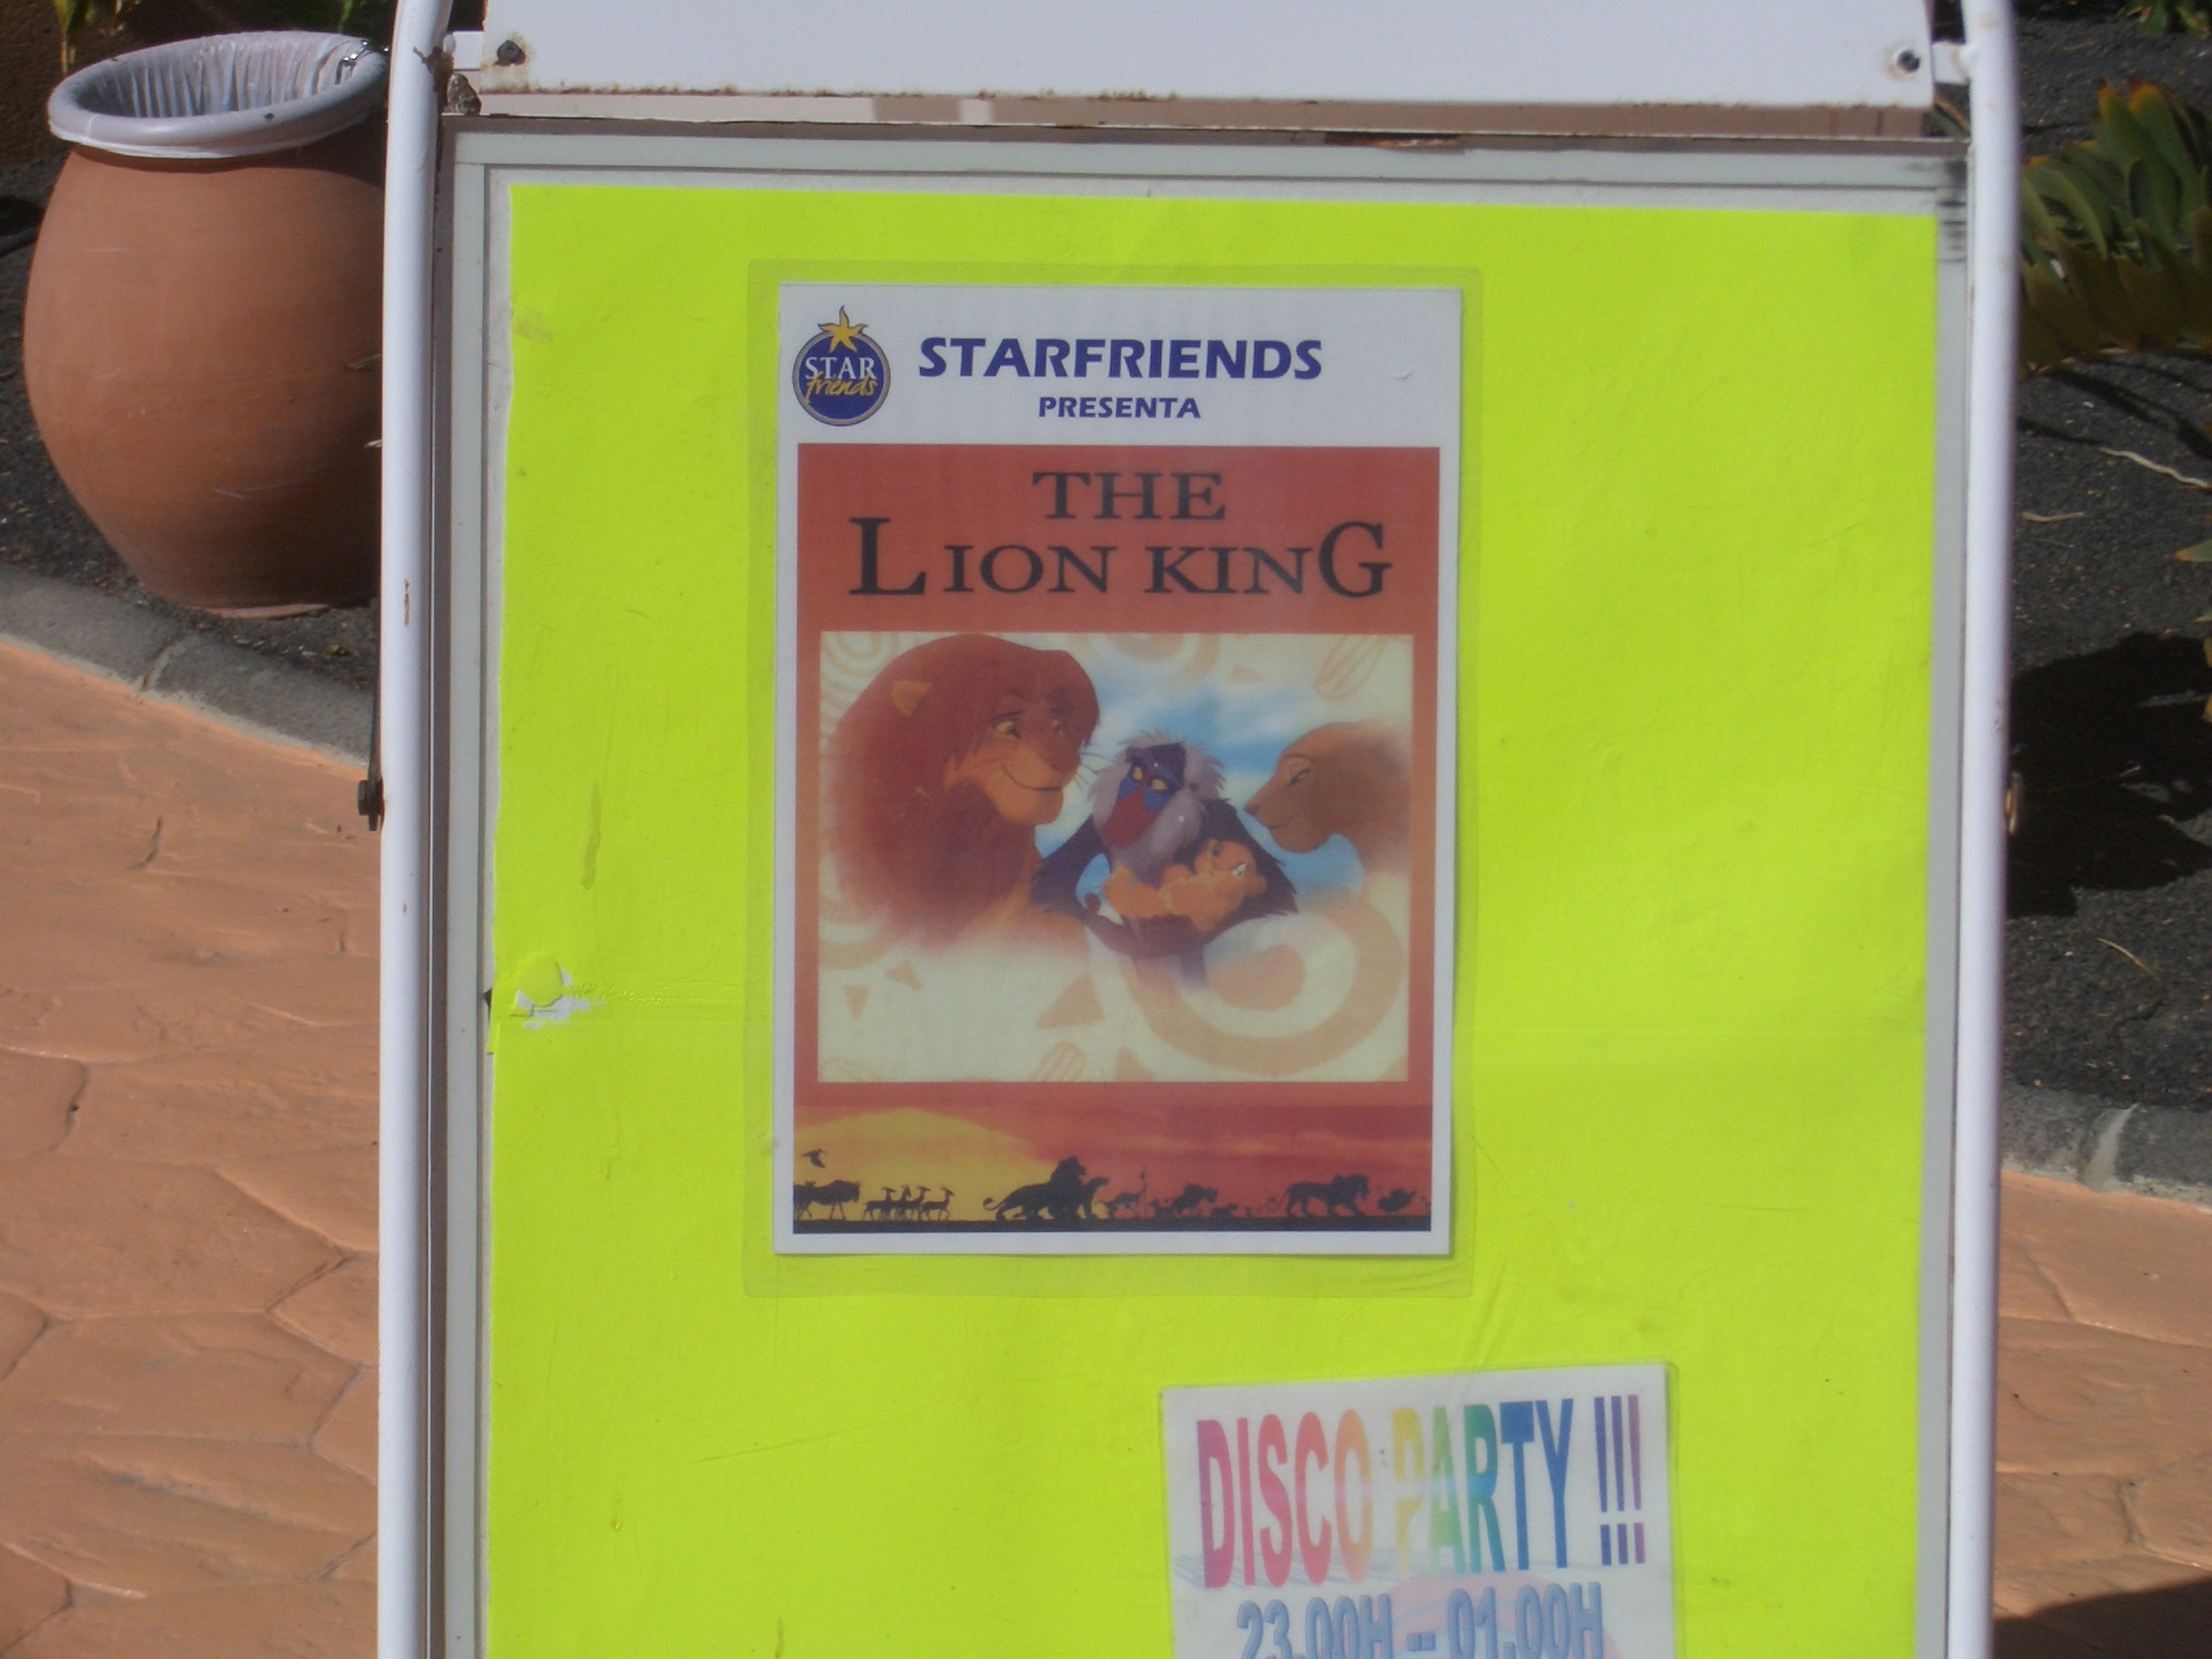 STAR
friends
STARFRIENDS
PRESENTA
THE
LION KING
DISCO PARTY !!!
23.00H -- 01.00H